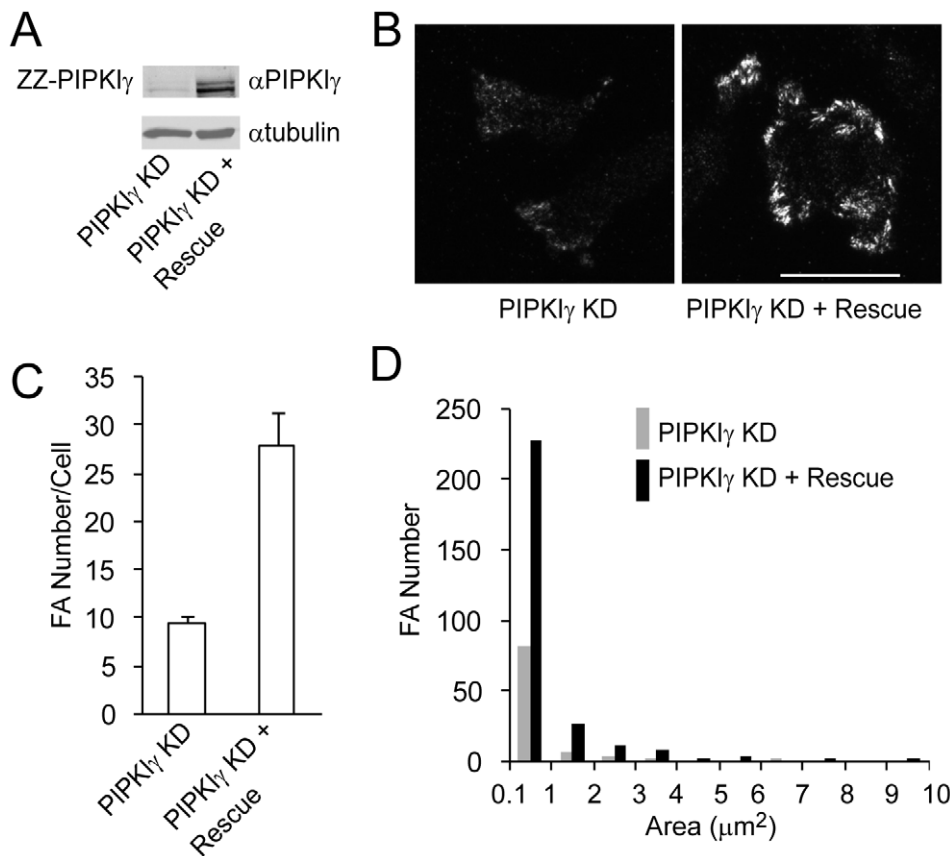 A
ZZ-PIPKIγ
αPIPKIγ
αtubulin
PIPKIγ KD
PIPKIγ KD +
Rescue
B
PIPKIγ KD
PIPKIγ KD + Rescue
C
FA Number/Cell
35
30
25
20
15
10
5
0
PIPKIγ KD
PIPKIγ KD +
Rescue
D
FA Number
250
200
150
100
50
0
PIPKIγ KD
PIPKIγ KD + Rescue
0.1 1 2 3 4 5 6 7 8 9 10
Area (μm²)